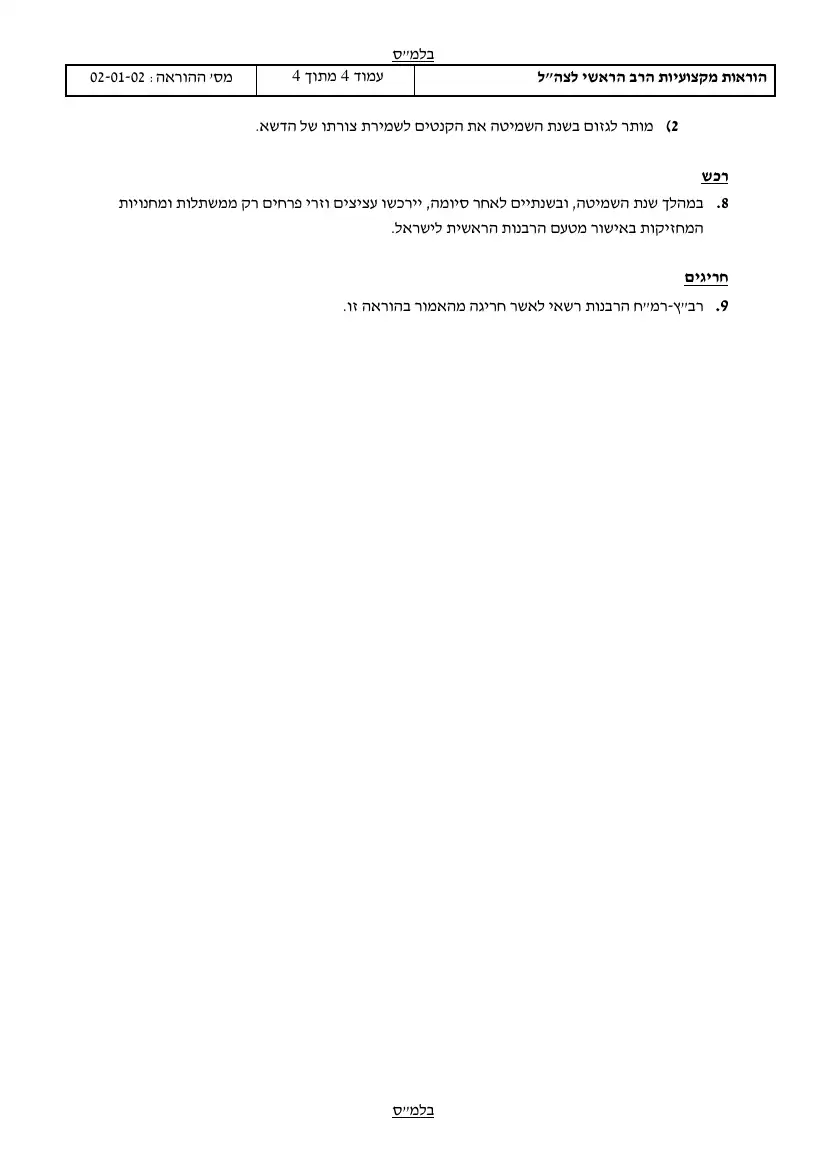 בלמ"ס
הוראות מקצועיות הרב הראשי לצה"ל עמוד 4 מתוך 4 מס' ההוראה : 02-01-02
2) מותר לגזום בשנת השמיטה את הקנטים לשמירת צורתו של הדשא.
רכש
8. במהלך שנת השמיטה, ובשנתיים לאחר סיומה, יירכשו עציצים וזרי פרחים רק ממשתלות ומחנויות
המחזיקות באישור מטעם הרבנות הראשית לישראל.
חריגים
9. רב"ץ-רמ"ח הרבנות רשאי לאשר חריגה מהאמור בהוראה זו.
בלמ"ס